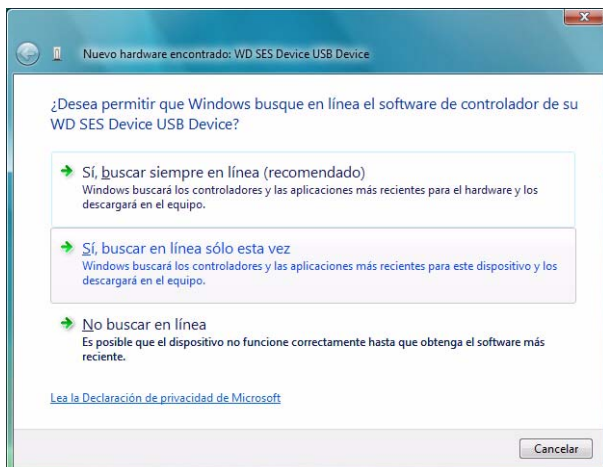 Nuevo hardware encontrado: WD SES Device USB Device
¿Desea permitir que Windows busque en línea el software de controlador de su
WD SES Device USB Device?
Sí, buscar siempre en línea (recomendado)
Windows buscará los controladores y las aplicaciones más recientes para el hardware y los
descargará en el equipo.
Sí, buscar en línea sólo esta vez
Windows buscará los controladores y las aplicaciones más recientes para este dispositivo y los
descargará en el equipo.
No buscar en línea
Es posible que el dispositivo no funcione correctamente hasta que obtenga el software más
reciente.
Lea la Declaración de privacidad de Microsoft
Cancelar